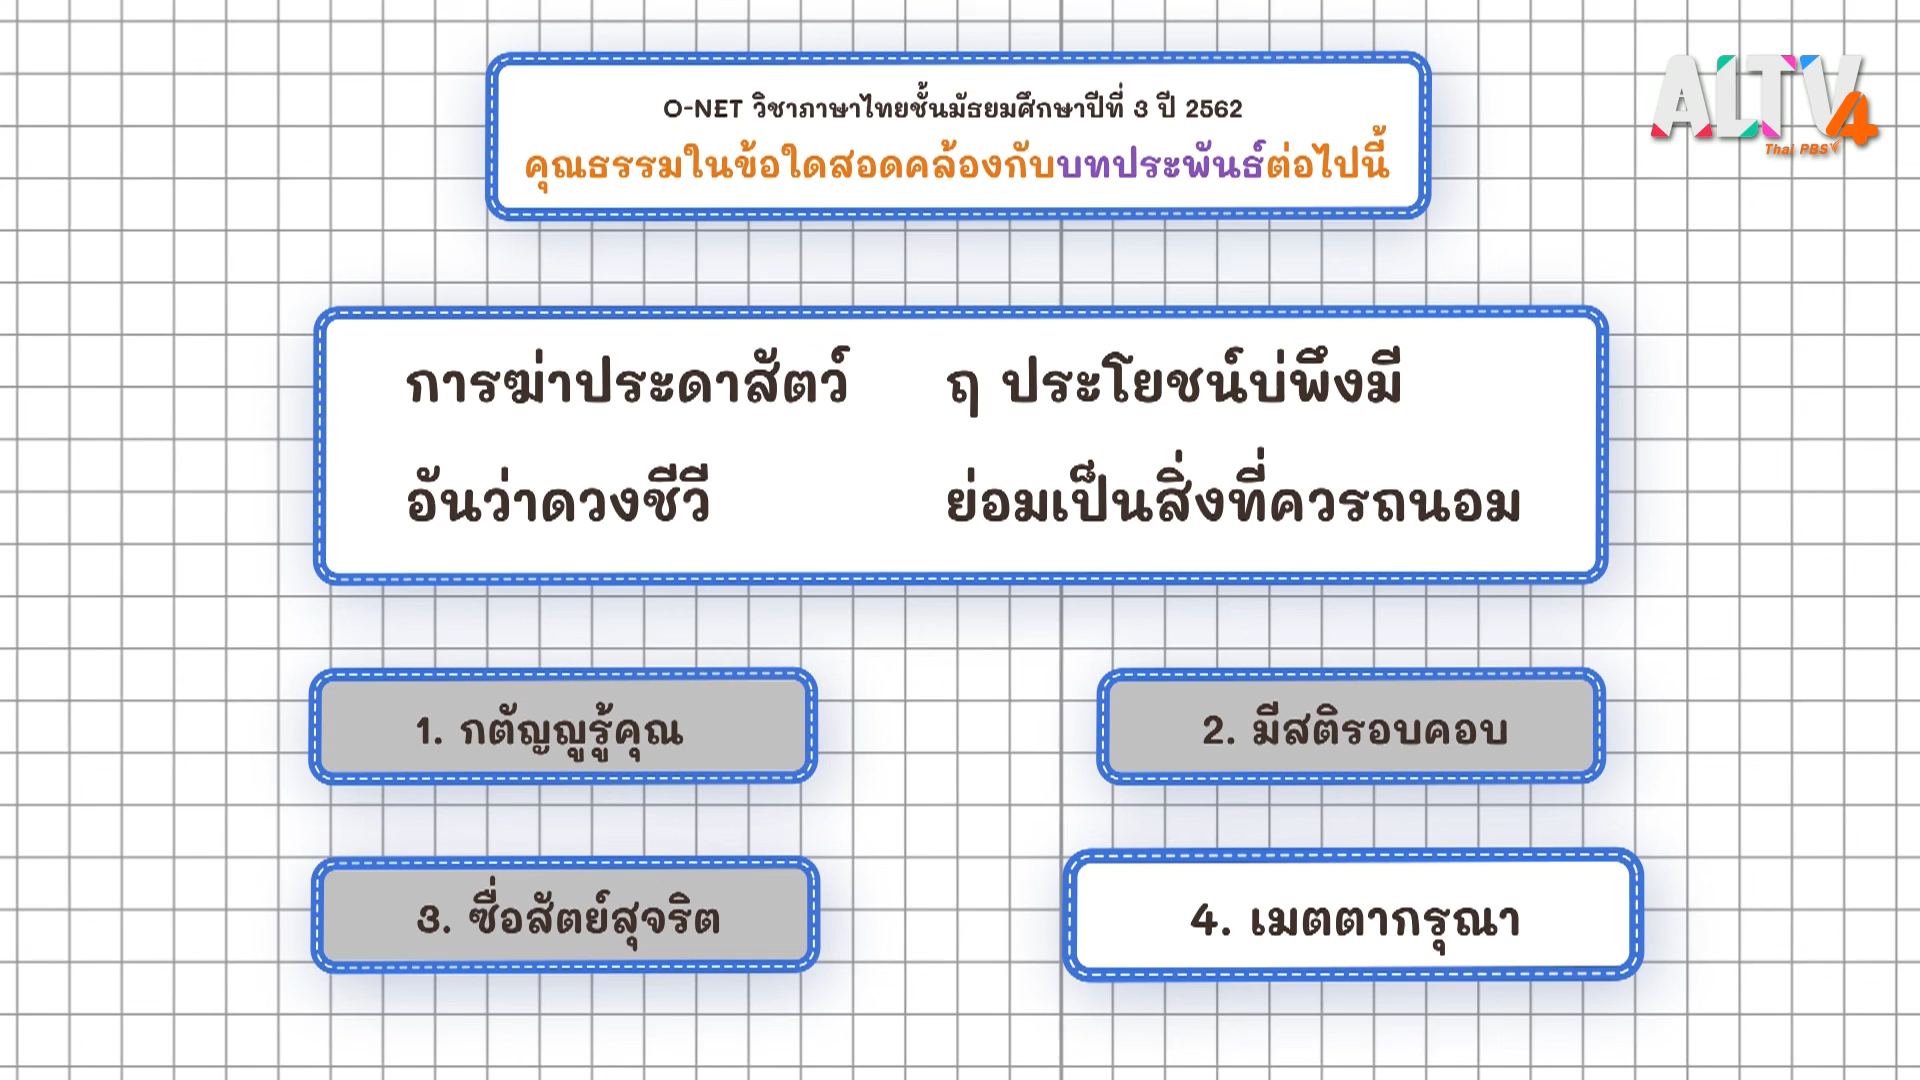 O-NET วิชาภาษาไทยชั้นมัธยมศึกษาปีที่ 3 ปี 2562
คุณธรรมในข้อใดสอดคล้องกับบทประพันธ์ต่อไปนี้
ALTV4
Thai PBS
การฆ่าประดาสัตว์ ฤ ประโยชน์บ่พึงมี
อันว่าดวงชีวี ย่อมเป็นสิ่งที่ควรถนอม
1. กตัญญูรู้คุณ
2. มีสติรอบคอบ
3. ซื่อสัตย์สุจริต
4. เมตตากรุณา